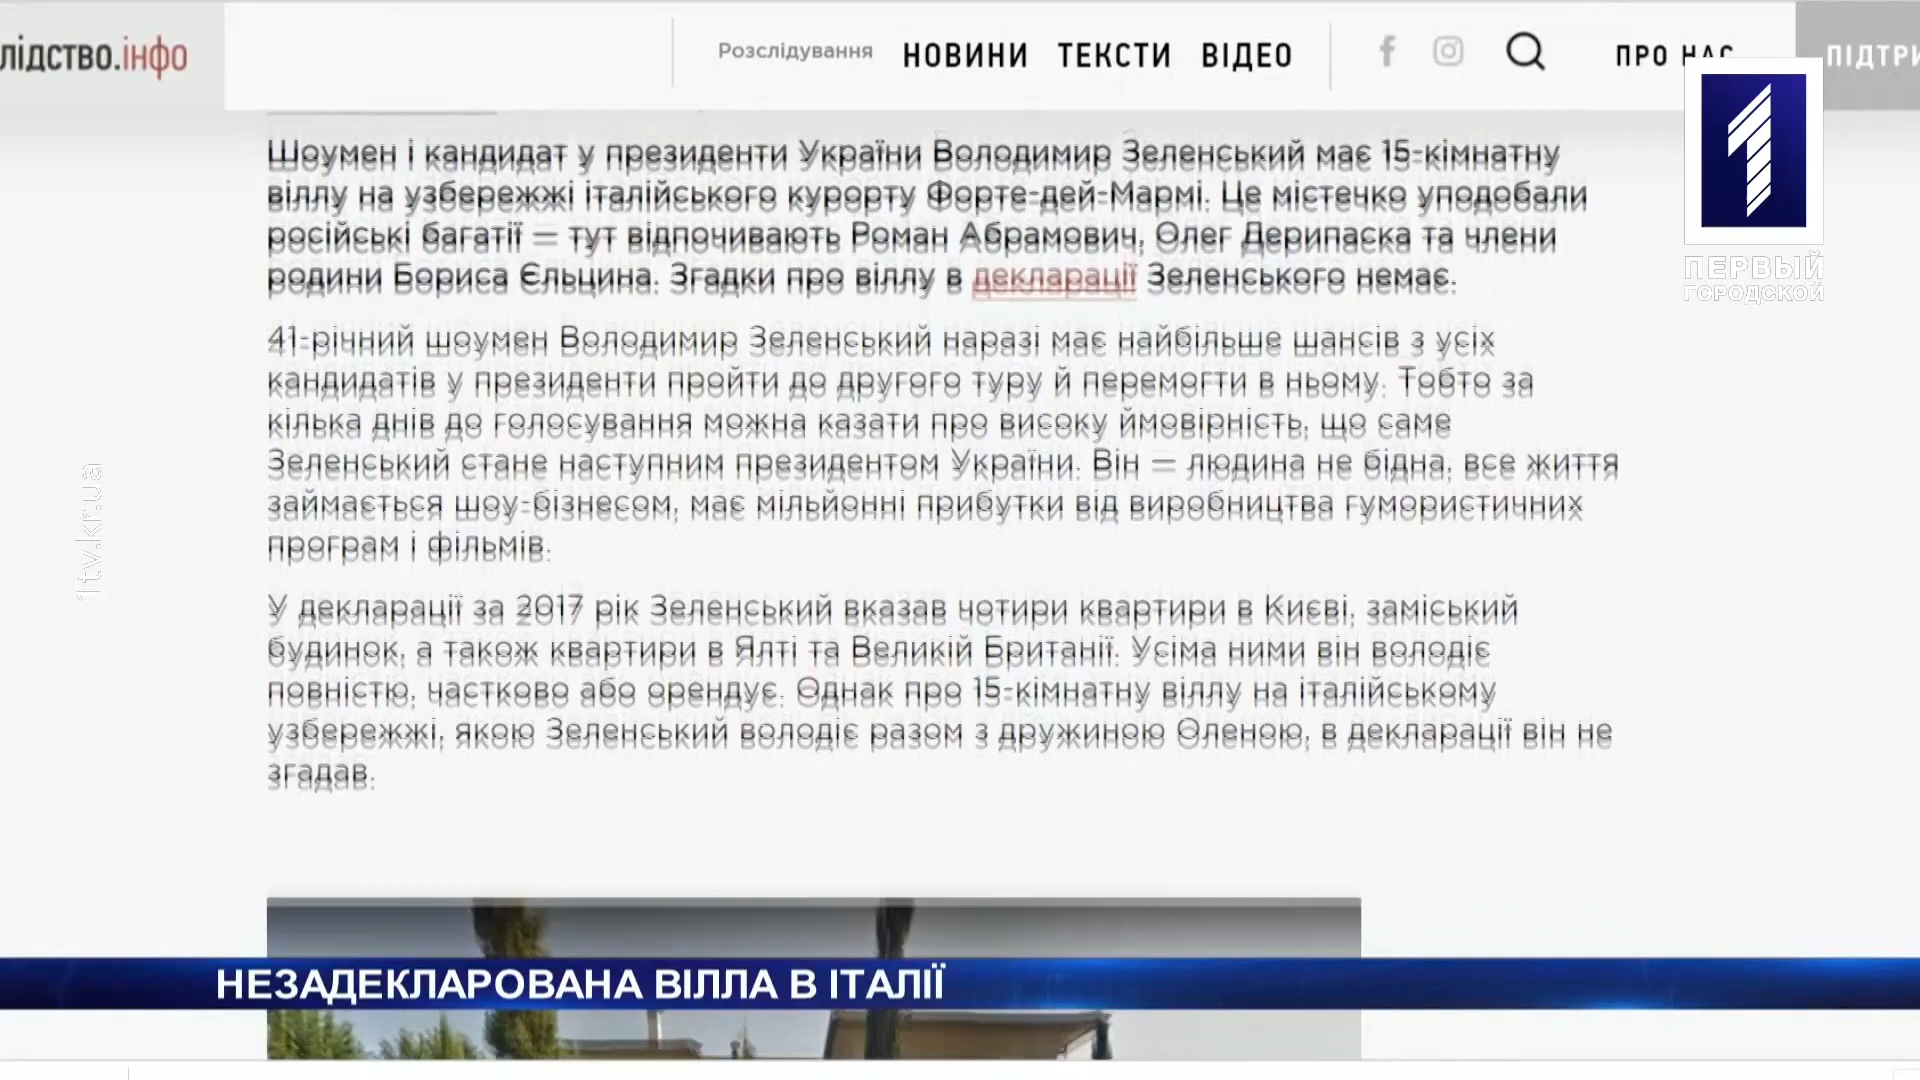 лідство.інфо
Розслідування НОВИНИ ТЕКСТИ ВІДЕО ПРО НАС ПІДТРИ
ПЕРВЫЙ
ГОРОДСКОЙ
Шоумен і кандидат у президенти України Володимир Зеленський має 15-кімнатну
віллу на узбережжі італійського курорту Форте-дей-Мармі. Це містечко уподобали
російські багатії – тут відпочивають Роман Абрамович, Олег Дерипаска та члени
родини Бориса Єльцина. Згадки про віллу в декларації Зеленського немає.
41-річний шоумен Володимир Зеленський наразі має найбільше шансів з усіх
кандидатів у президенти пройти до другого туру й перемогти в ньому. Тобто за
кілька днів до голосування можна казати про високу ймовірність, що саме
Зеленський стане наступним президентом України. Він – людина не бідна, все життя
займається шоу-бізнесом, має мільйонні прибутки від виробництва гумористичних
програм і фільмів.
У декларації за 2017 рік Зеленський вказав чотири квартири в Києві, заміський
будинок, а також квартири в Ялті та Великій Британії. Усіма ними він володіє
повністю, частково або орендує. Однак про 15-кімнатну віллу на італійському
узбережжі, якою Зеленський володіє разом з дружиною Оленою, в декларації він не
згадав.
1tv.kr.ua
НЕЗАДЕКЛАРОВАНА ВІЛЛА В ІТАЛІЇ